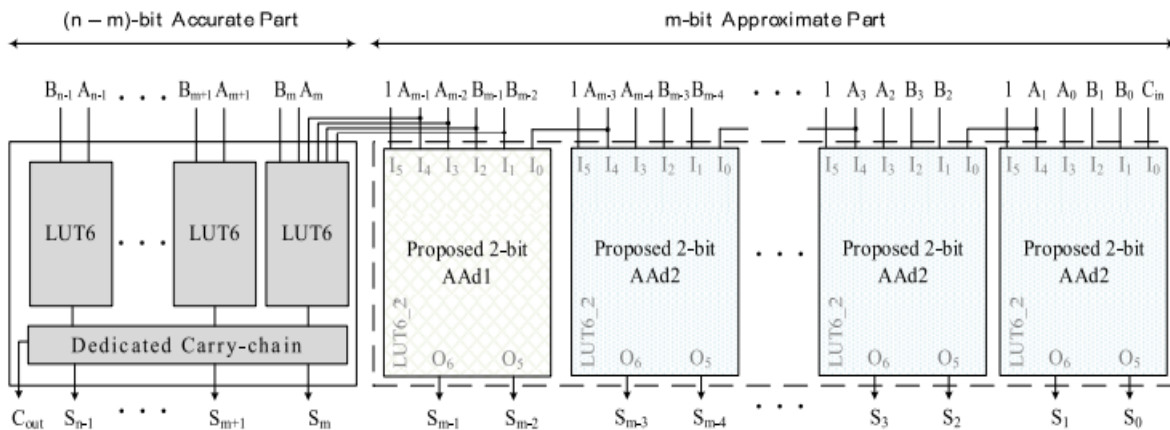 (n – m)-bit Accurate Part
m-bit Approximate Part
Bn-1 An-1 . . . Bm+1 Am+1 Bm Am
1 Am-1 Am-2 Bm-1 Bm-2
1 Am-3 Am-4 Bm-3 Bm-4 . . .
1 A3 A2 B3 B2
1 A1 A0 B1 B0 Cin
LUT6 . . . LUT6 LUT6
I5 I4 I3 I2 I1 I0
Proposed 2-bit
AAd1
LUT6_2
O6 O5
I5 I4 I3 I2 I1 I0
Proposed 2-bit
AAd2
LUT6_2
O6 O5
. . .
I5 I4 I3 I2 I1 I0
Proposed 2-bit
AAd2
LUT6_2
O6 O5
I5 I4 I3 I2 I1 I0
Proposed 2-bit
AAd2
LUT6_2
O6 O5
Dedicated Carry-chain
Cout Sn-1 . . . Sm+1 Sm Sm-1 Sm-2 Sm-3 Sm-4 . . . S3 S2 S1 S0